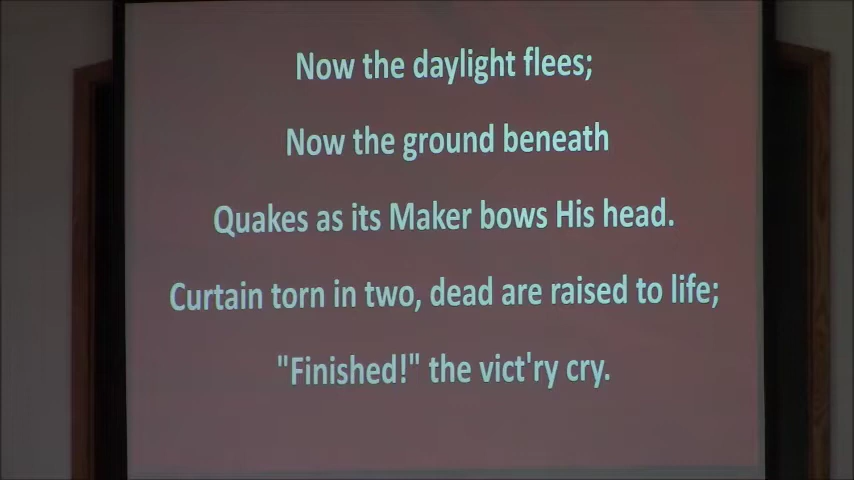 Now the daylight flees;
Now the ground beneath
Quakes as its Maker bows His head.
Curtain torn in two, dead are raised to life;
"Finished!" the vict'ry cry.